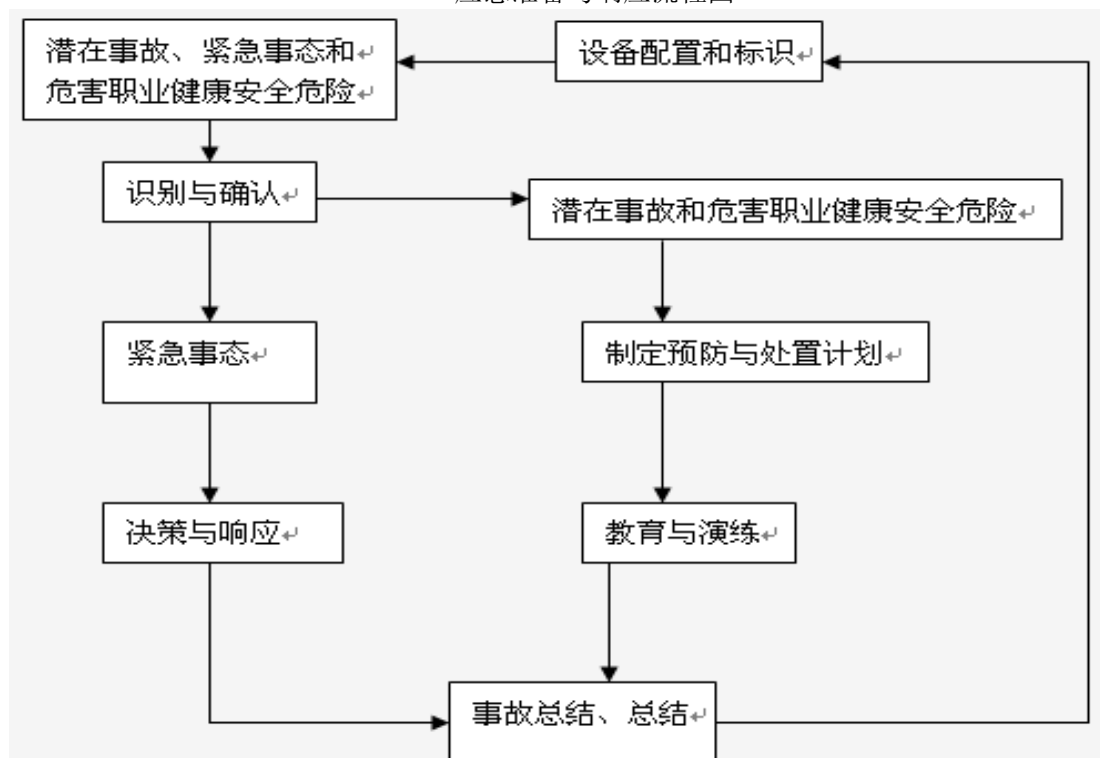 潜在事故、紧急事态和
危害职业健康安全危险
设备配置和标识
识别与确认
潜在事故和危害职业健康安全危险
紧急事态
制定预防与处置计划
决策与响应
教育与演练
事故总结、总结